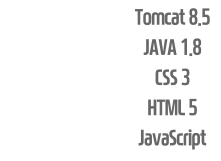 Tomcat 8.5
JAVA 1.8
CSS 3
HTML 5
JavaScript